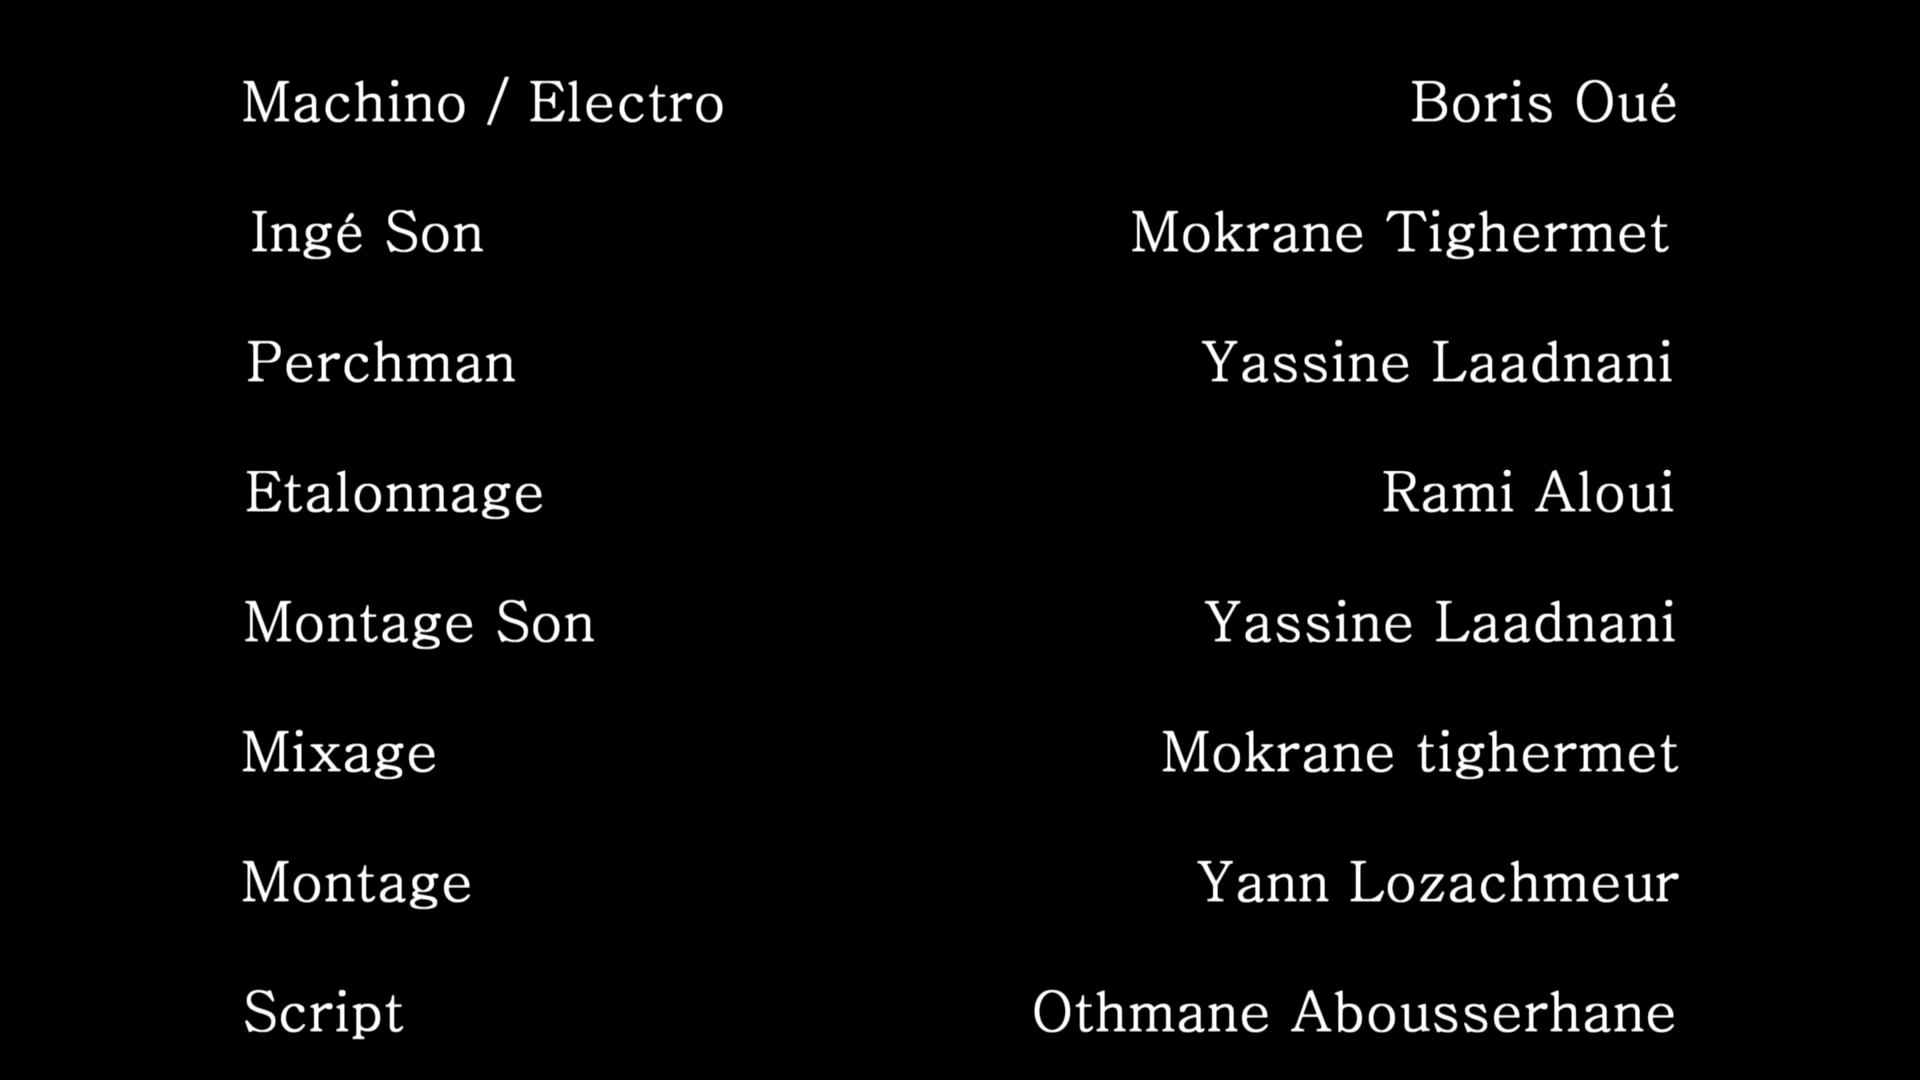 Machino / Electro Boris Oué
Ingé Son Mokrane Tighermet
Perchman Yassine Laadnani
Etalonnage Rami Aloui
Montage Son Yassine Laadnani
Mixage Mokrane tighermet
Montage Yann Lozachmeur
Script Othmane Abousserhane